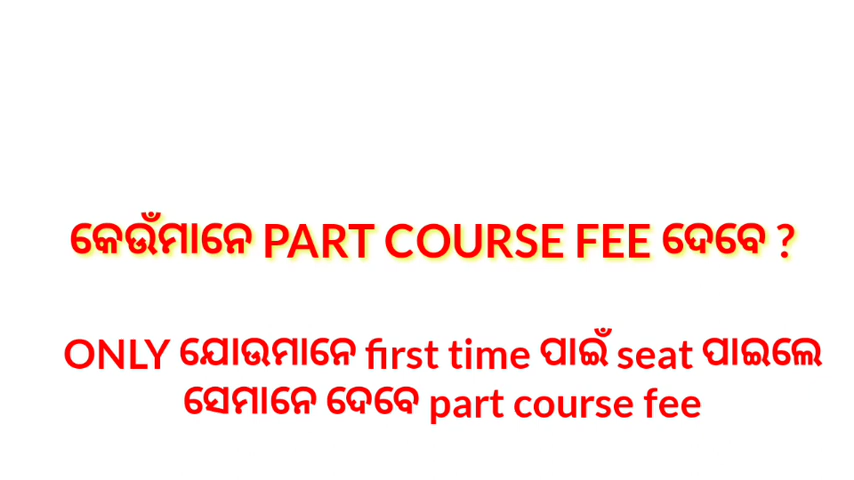 କେଉଁମାନେ PART COURSE FEE ଦେବେ ?
ONLY ଯୋଉମାନେ first time ପାଇଁ seat ପାଇଲେ
ସେମାନେ ଦେବେ part course fee